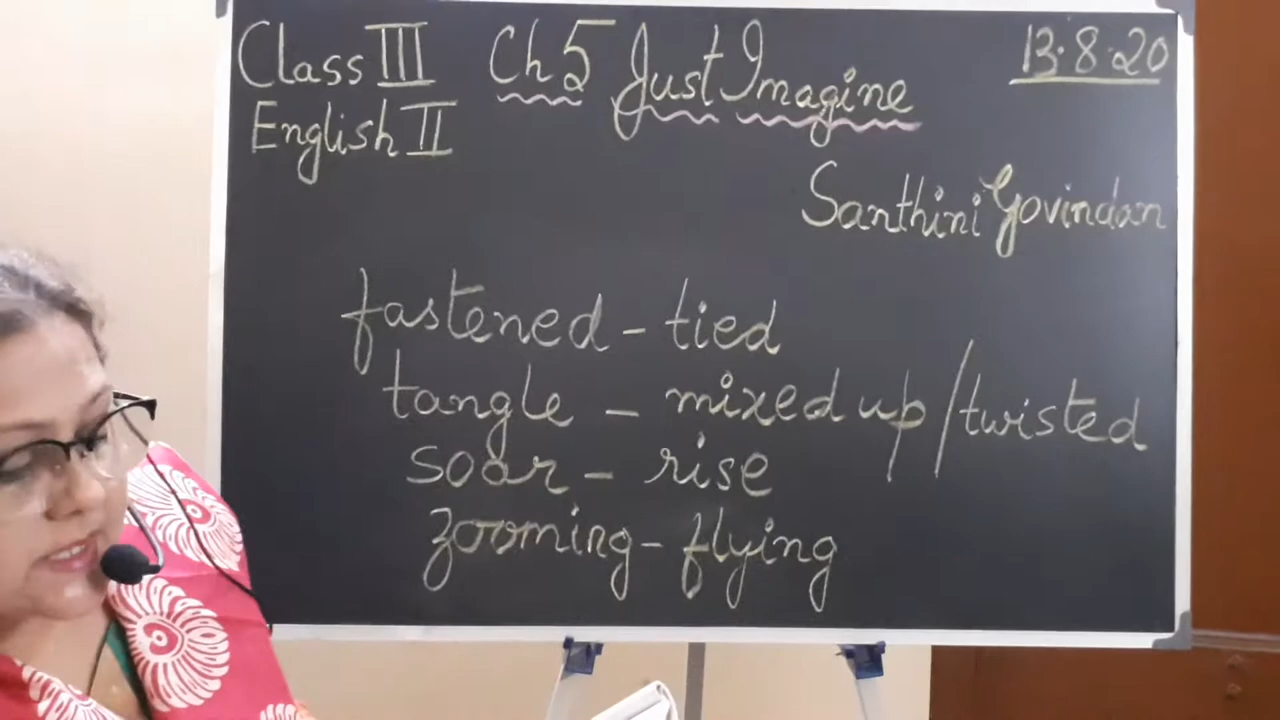 Class III Ch 5 Just Imagine 13.8.20
English II
Santhini Govindan
fastened - tied
tangle - mixed up/twisted
soar - rise
zooming - flying